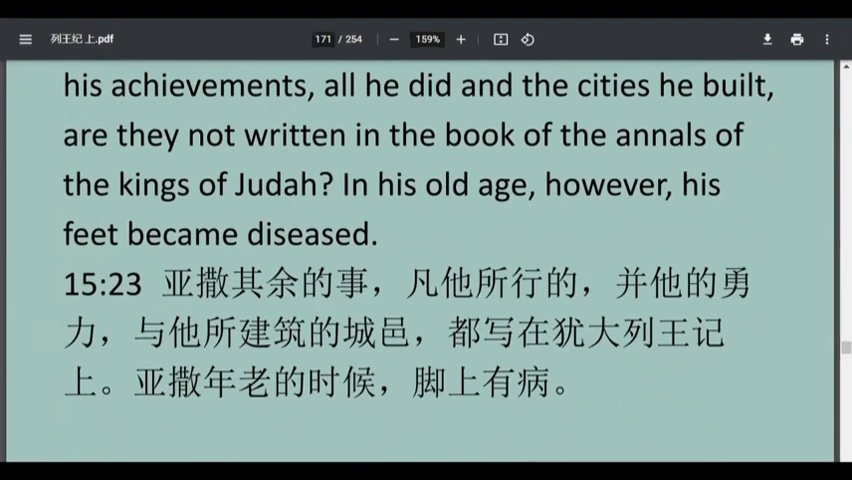 列王纪 上.pdf
171 / 254
159%
his achievements, all he did and the cities he built,
are they not written in the book of the annals of
the kings of Judah? In his old age, however, his
feet became diseased.
15:23 亚撒其余的事，凡他所行的，并他的勇
力，与他所建筑的城邑，都写在犹大列王记
上。亚撒年老的时候，脚上有病。